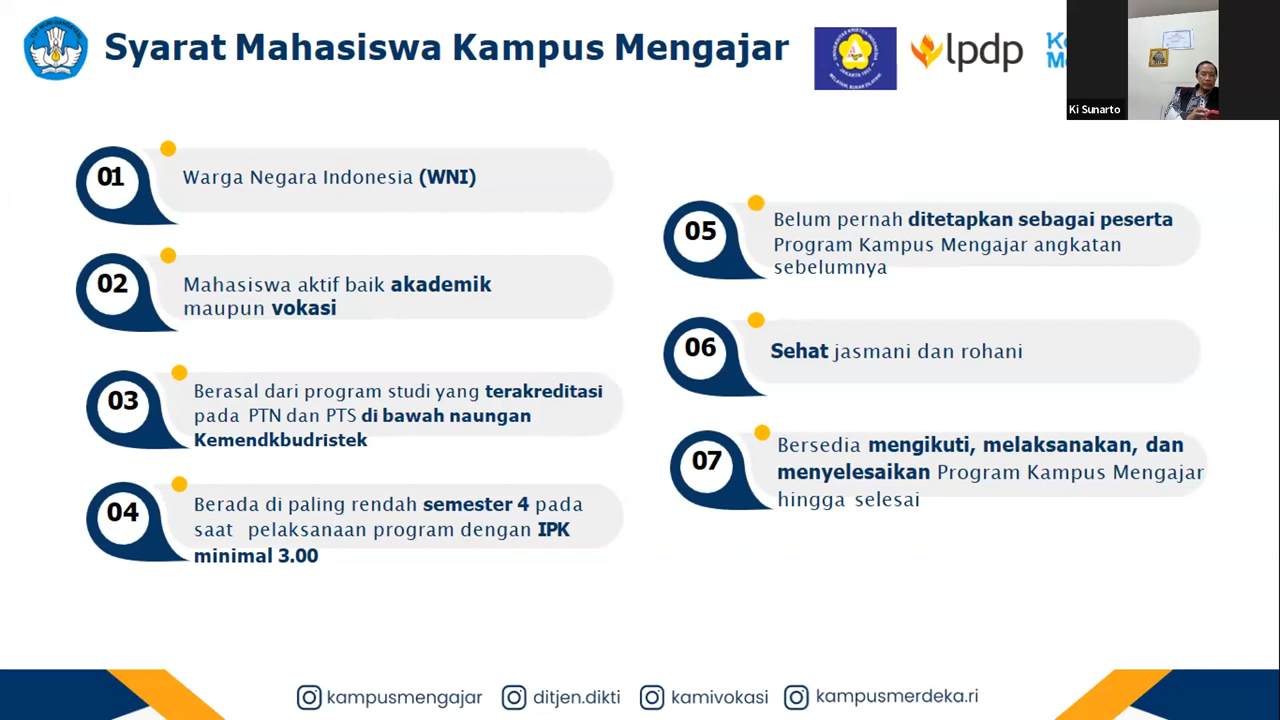 Syarat Mahasiswa Kampus Mengajar
lpdp
Ki Sunarto
01
Warga Negara Indonesia (WNI)
02
Mahasiswa aktif baik akademik
maupun vokasi
03
Berasal dari program studi yang terakreditasi
pada PTN dan PTS di bawah naungan
Kemendkbudristek
04
Berada di paling rendah semester 4 pada
saat pelaksanaan program dengan IPK
minimal 3.00
05
Belum pernah ditetapkan sebagai peserta
Program Kampus Mengajar angkatan
sebelumnya
06
Sehat jasmani dan rohani
07
Bersedia mengikuti, melaksanakan, dan
menyelesaikan Program Kampus Mengajar
hingga selesai
kampusmengajar
ditjen.dikti
kamivokasi
kampusmerdeka.ri